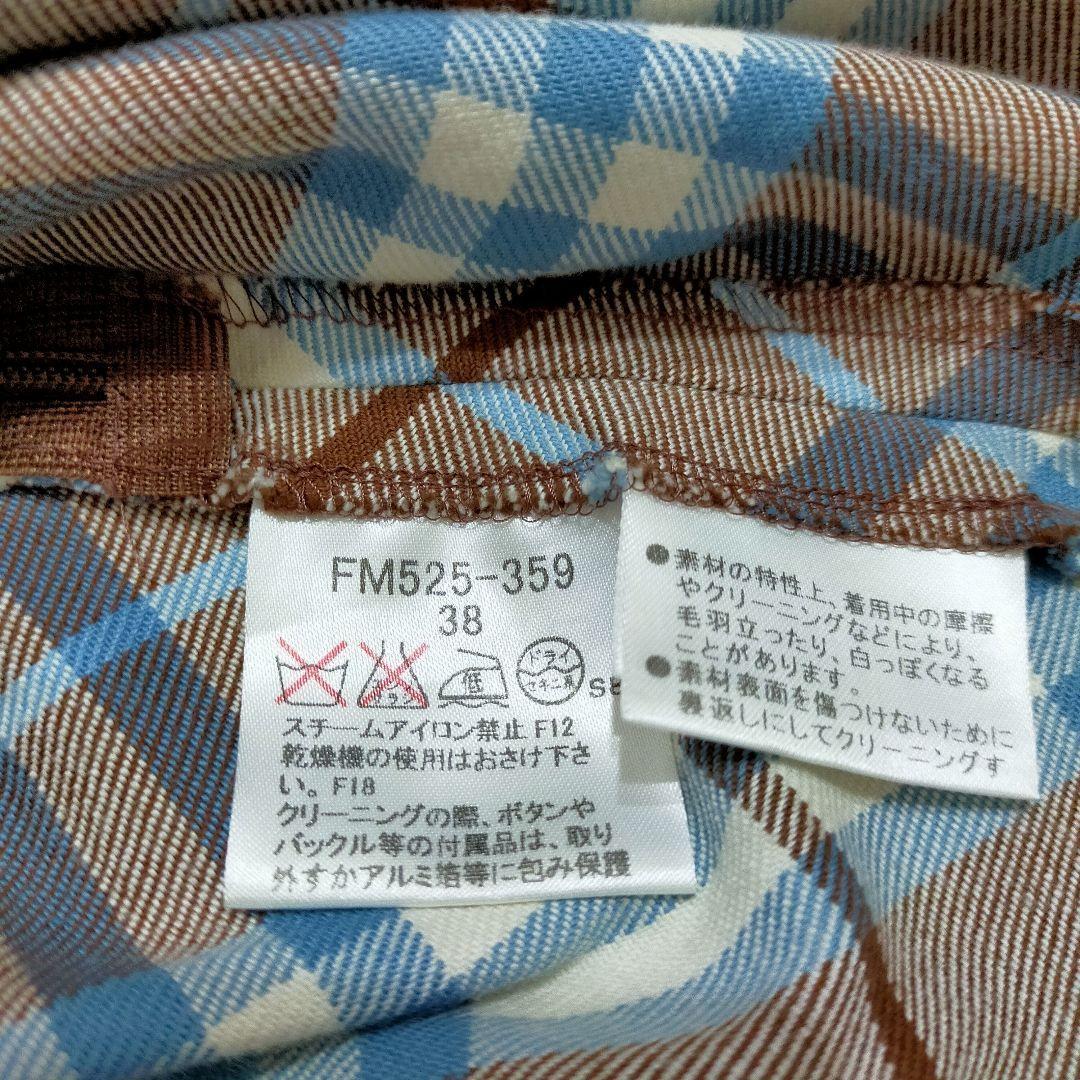 FM525-359
38
低
ドライ
セキユ系
スチームアイロン禁止 F12
乾燥機の使用はおさけ下さ
い。F18
クリーニングの際、ボタンや
バックル等の付属品は、取り
外すかアルミ箔等に包み保護
●素材の特性上、着用中の摩擦
やクリーニングなどにより、
毛羽立ったり、白っぽくなる
ことがあります。
●素材表面を傷つけないために
裏返しにしてクリーニングす